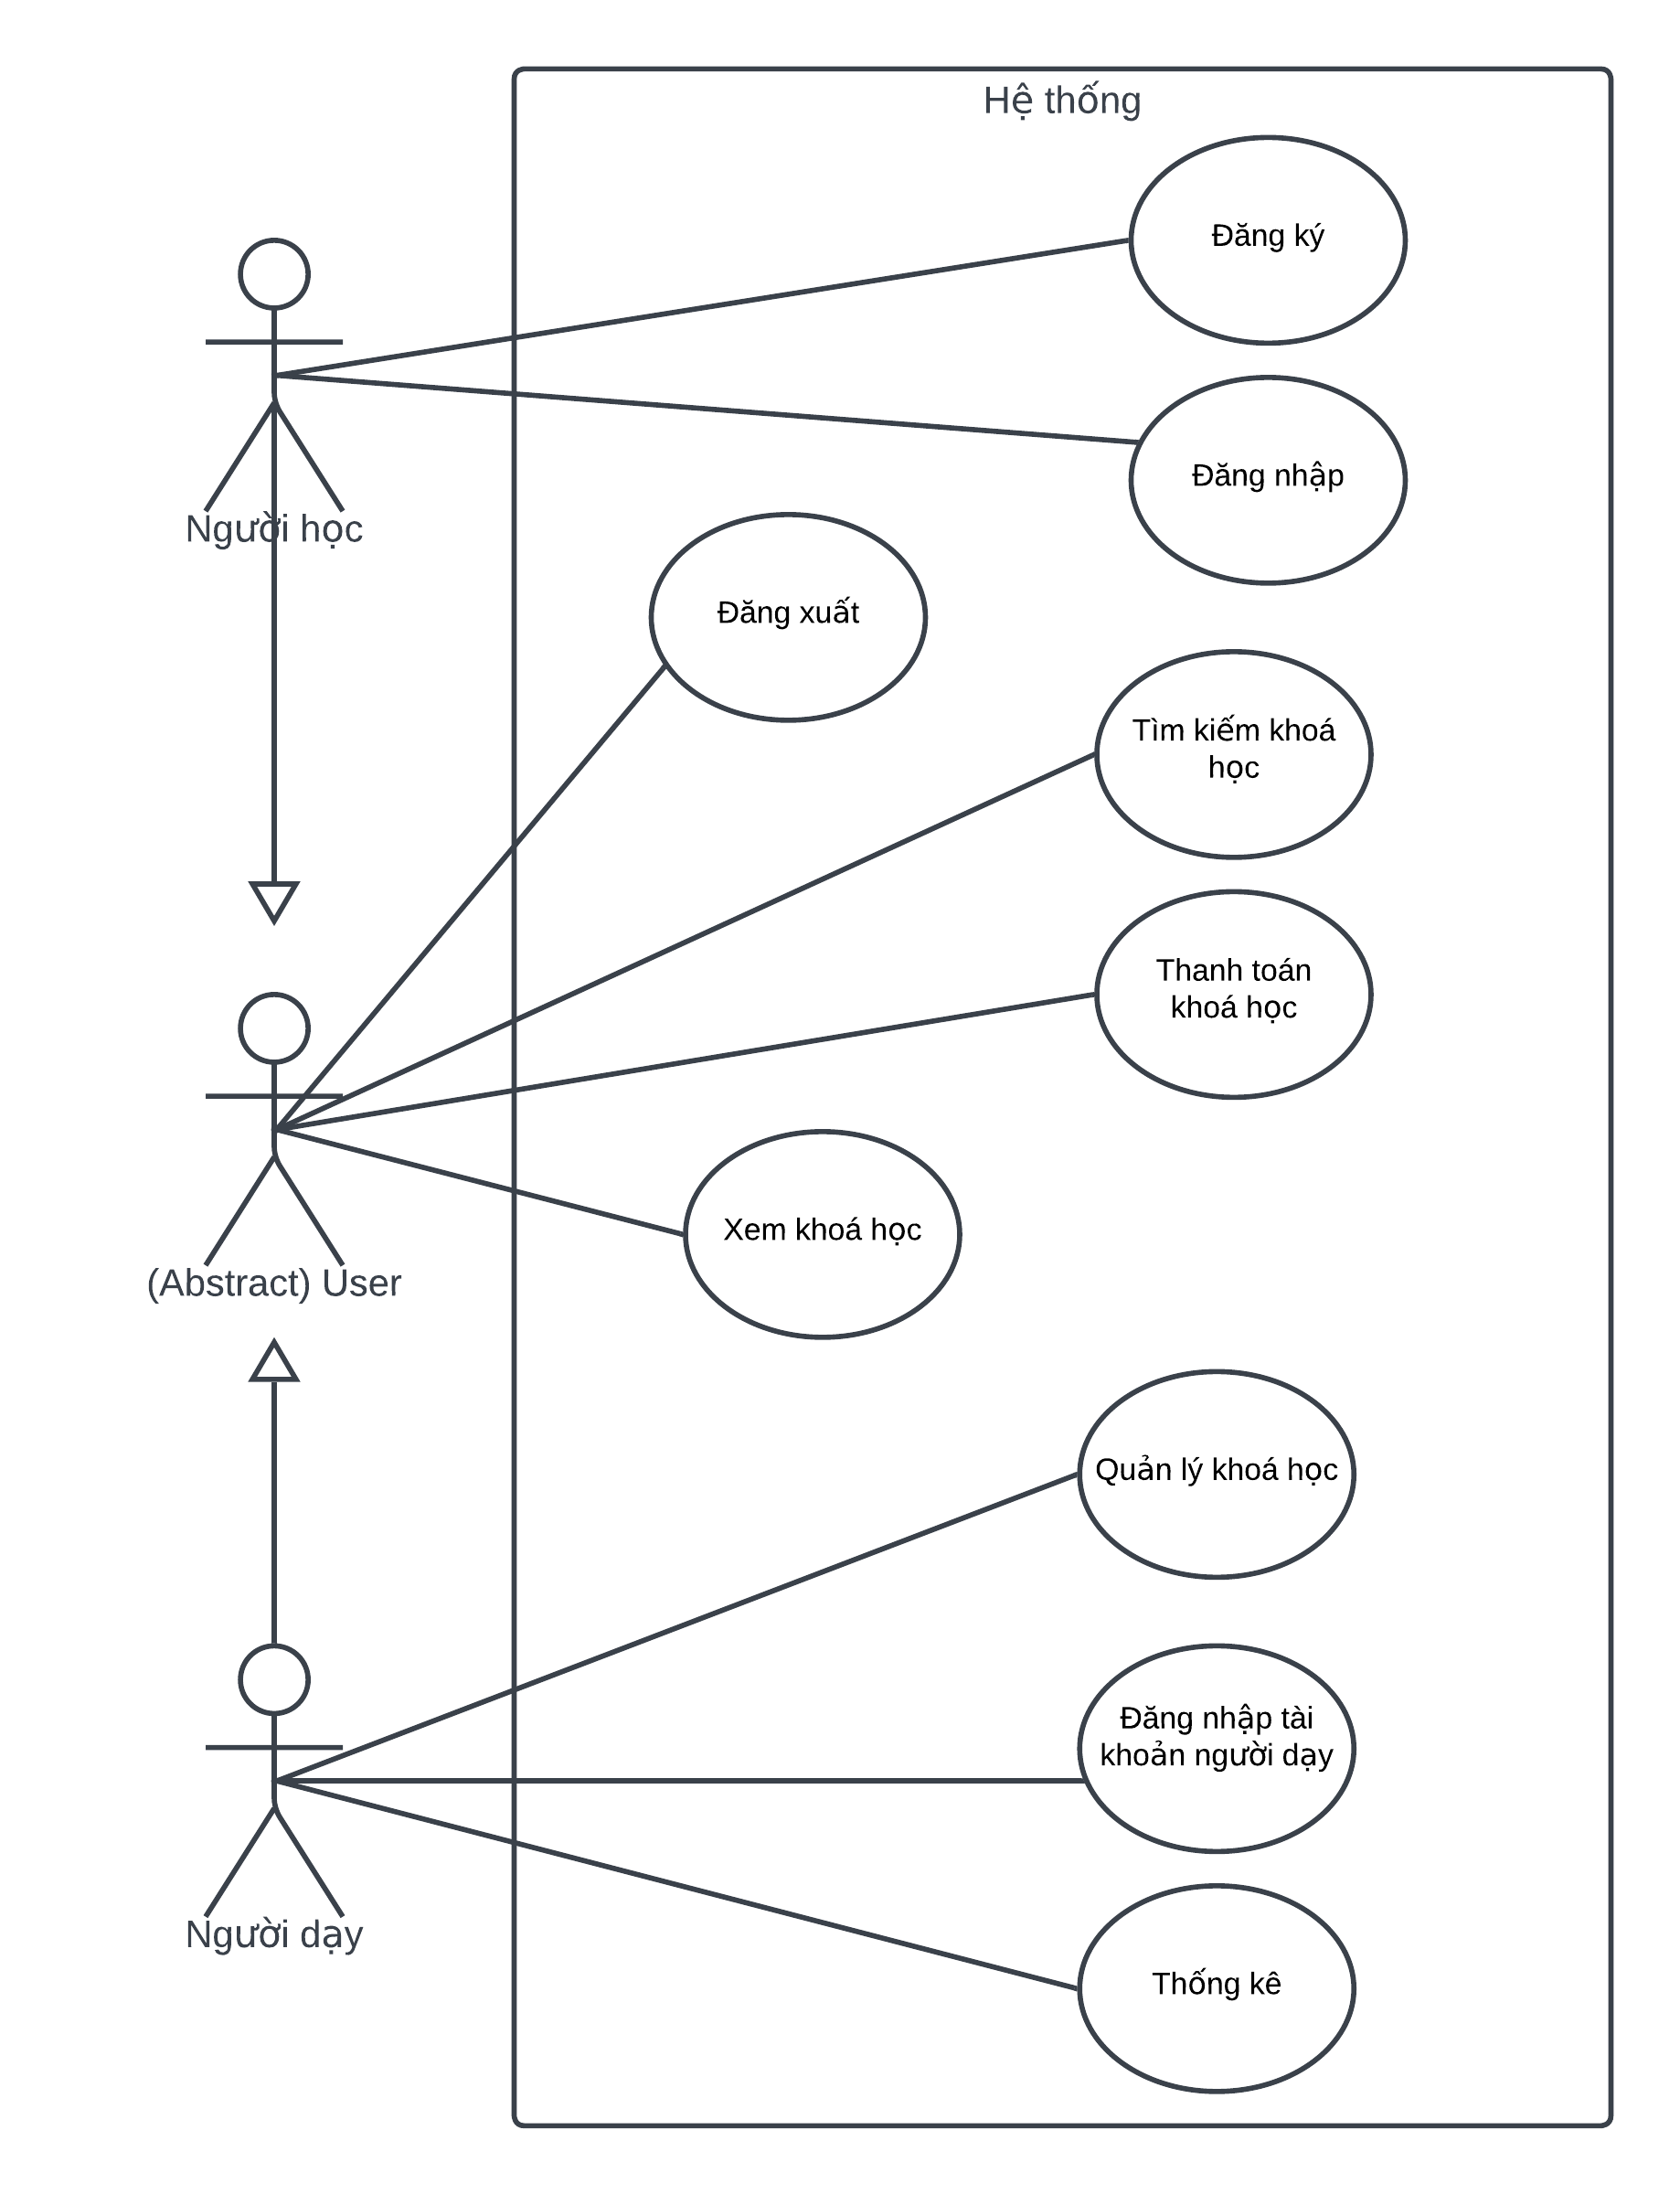 Hệ thống
Đăng ký
Đăng nhập
Người học
Đăng xuất
Tìm kiếm khoá
học
Thanh toán
khoá học
Xem khoá học
(Abstract) User
Quản lý khoá học
Đăng nhập tài
khoản người dạy
Người dạy
Thống kê